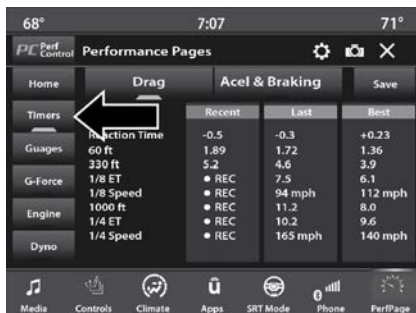 68° 7:07 71°
PC Perf Control Performance Pages
Home Drag Acel & Braking Save
Timers Recent Last Best
Reaction Time -0.5 -0.3 +0.23
60 ft 1.89 1.72 1.36
Guages 330 ft 5.2 4.6 3.9
1/8 ET • REC 7.5 6.1
G-Force 1/8 Speed • REC 94 mph 112 mph
1000 ft • REC 11.2 8.0
Engine 1/4 ET • REC 10.2 9.6
1/4 Speed • REC 165 mph 140 mph
Dyno
Media Controls Climate Apps SRT Mode Phone PerfPage